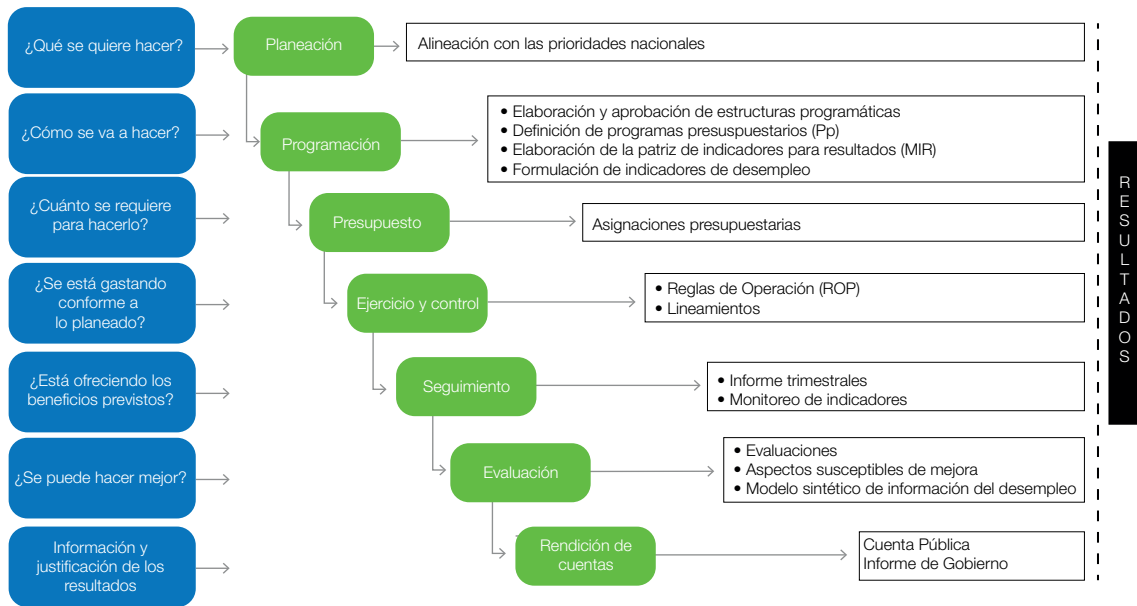 ¿Qué se quiere hacer?
Planeación
Alineación con las prioridades nacionales
¿Cómo se va a hacer?
Programación
• Elaboración y aprobación de estructuras programáticas
• Definición de programas presuspuestarios (Pp)
• Elaboración de la patriz de indicadores para resultados (MIR)
• Formulación de indicadores de desempleo
¿Cuánto se requiere
para hacerlo?
Presupuesto
Asignaciones presupuestarias
¿Se está gastando
conforme a
lo planeado?
Ejercicio y control
• Reglas de Operación (ROP)
• Lineamientos
¿Está ofreciendo los
beneficios previstos?
Seguimiento
• Informe trimestrales
• Monitoreo de indicadores
¿Se puede hacer mejor?
Evaluación
• Evaluaciones
• Aspectos susceptibles de mejora
• Modelo sintético de información del desempleo
Información y
justificación de los
resultados
Rendición de
cuentas
Cuenta Pública
Informe de Gobierno
RESULTADOS